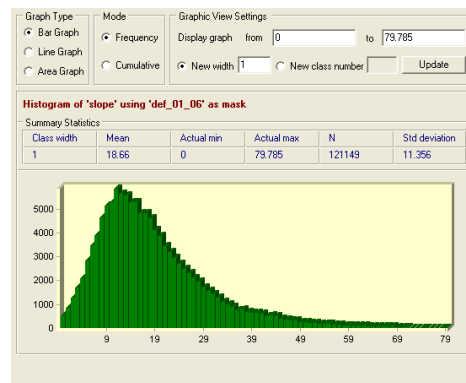 Graph Type Mode Graphic View Settings
Bar Graph Frequency Display graph from 0 to 79.785
Line Graph
Area Graph Cumulative New width 1 New class number Update
Histogram of 'slope' using 'def_01_06' as mask
Summary Statistics
Class width Mean Actual min Actual max N Std deviation
1 18.66 0 79.785 121149 11.356
5000
4000
3000
2000
1000
0
9 19 29 39 49 59 69 79